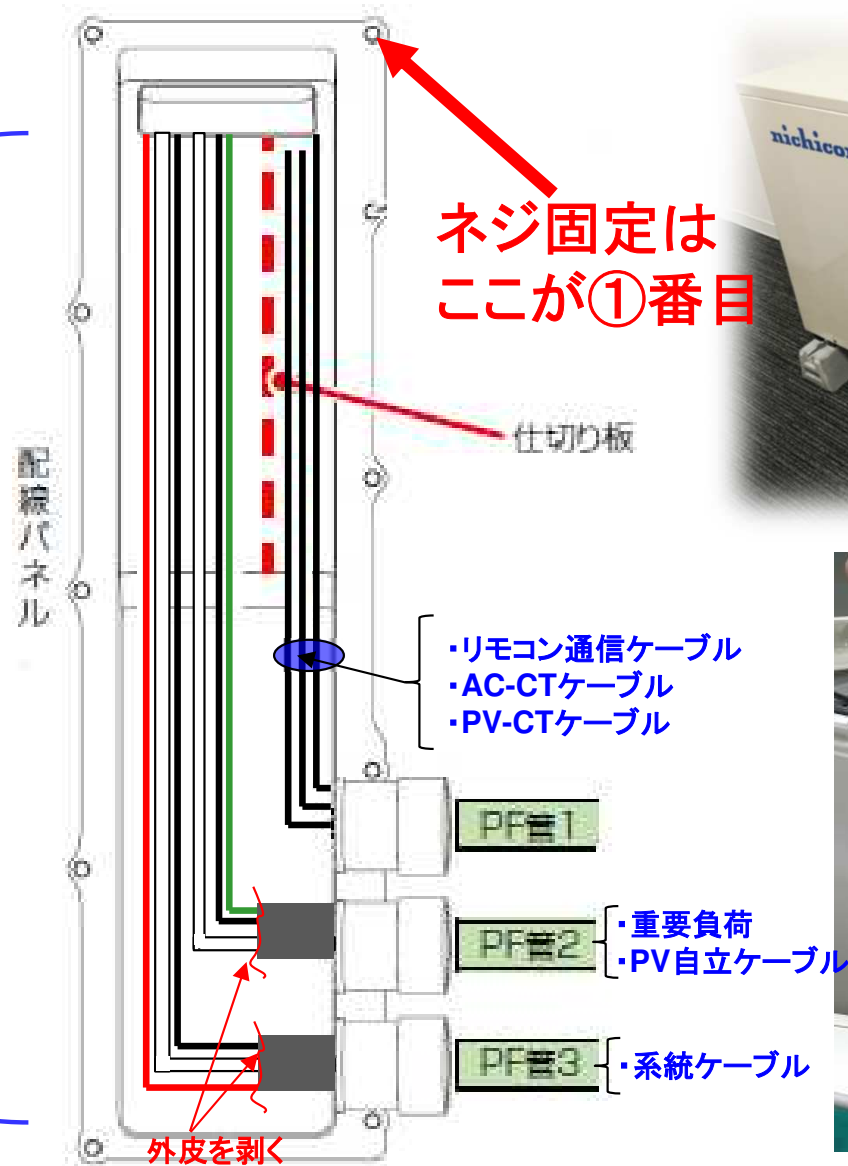 nichicon
ネジ固定は
ここが①番目
仕切り板
配線パネル
・リモコン通信ケーブル
・AC-CTケーブル
・PV-CTケーブル
PF管1
PF管2
・重要負荷
・PV自立ケーブル
PF管3
・系統ケーブル
外皮を剥く